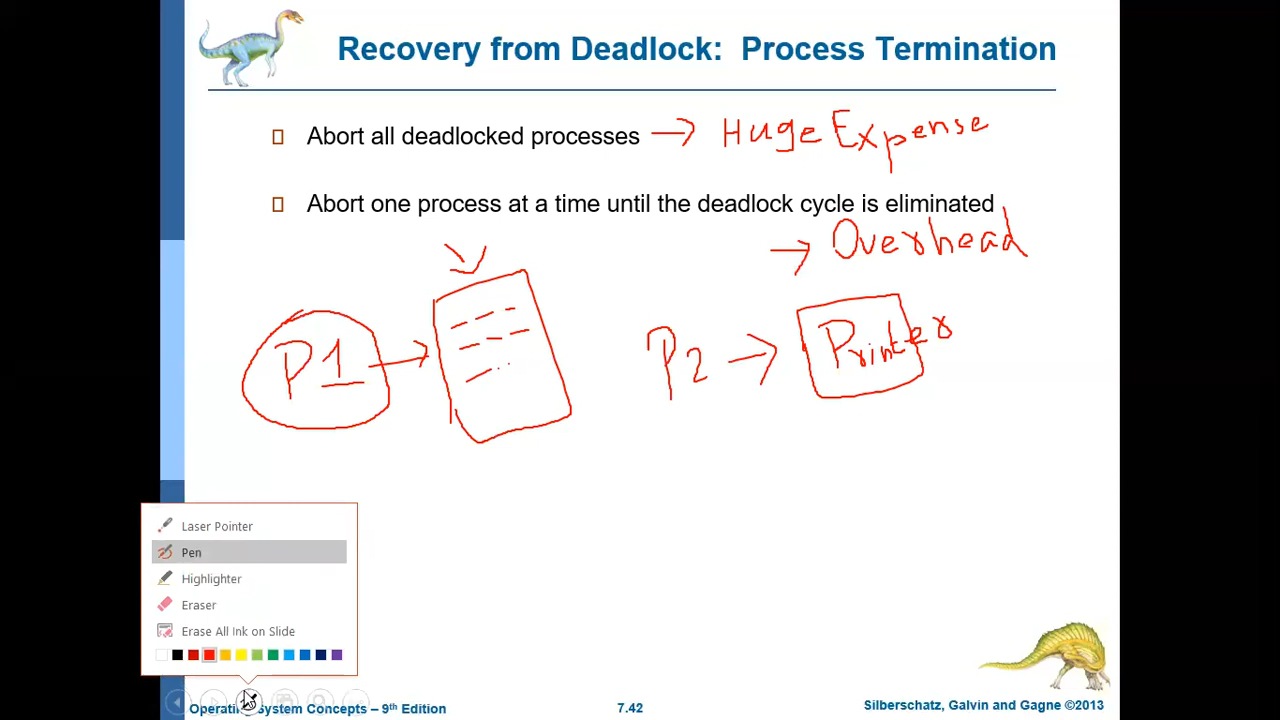 Recovery from Deadlock: Process Termination
Abort all deadlocked processes → Huge Expense
Abort one process at a time until the deadlock cycle is eliminated
→ Overhead
P1 → P2 → Printer
Laser Pointer
Pen
Highlighter
Eraser
Erase All Ink on Slide
Operating System Concepts – 9th Edition
7.42
Silberschatz, Galvin and Gagne ©2013